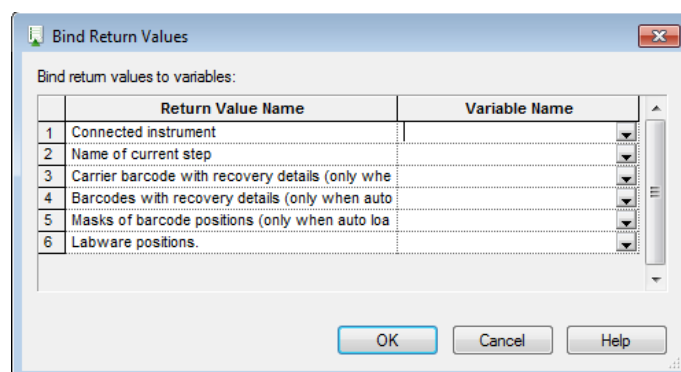 Bind Return Values
Bind return values to variables:
Return Value Name Variable Name
1 Connected instrument
2 Name of current step
3 Carrier barcode with recovery details (only whe
4 Barcodes with recovery details (only when auto
5 Masks of barcode positions (only when auto loa
6 Labware positions.
OK Cancel Help